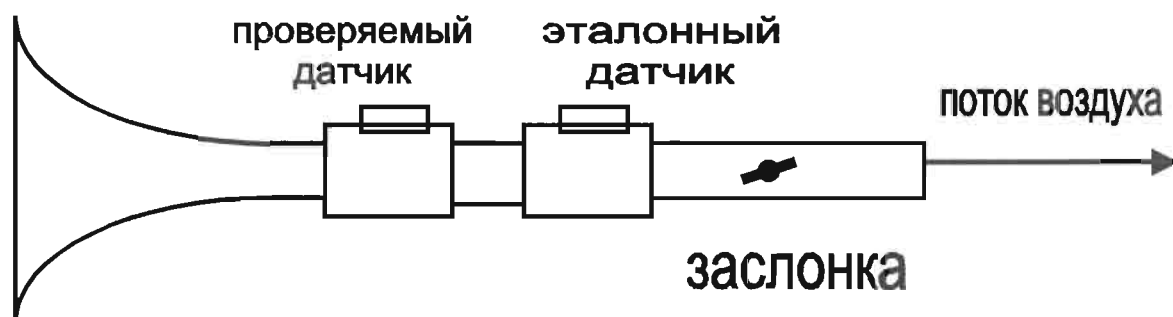 проверяемый
датчик
эталонный
датчик
поток воздуха
заслонка